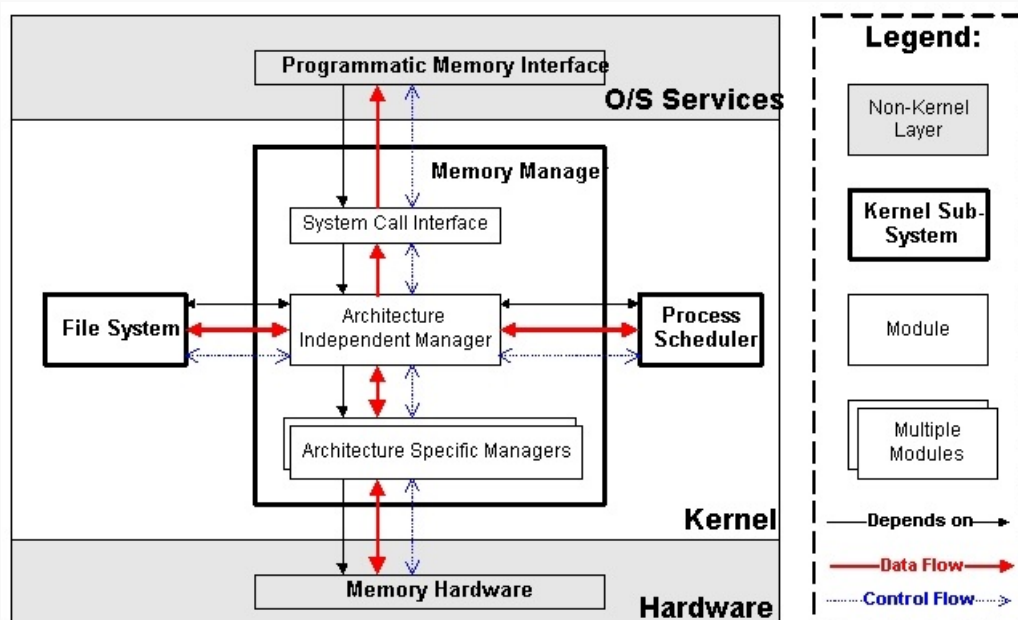 Programmatic Memory Interface
O/S Services
Memory Manager
System Call Interface
File System
Architecture
Independent Manager
Process
Scheduler
Architecture Specific Managers
Kernel
Memory Hardware
Hardware
Legend:
Non-Kernel
Layer
Kernel Sub-
System
Module
Multiple
Modules
Depends on
Data Flow
Control Flow